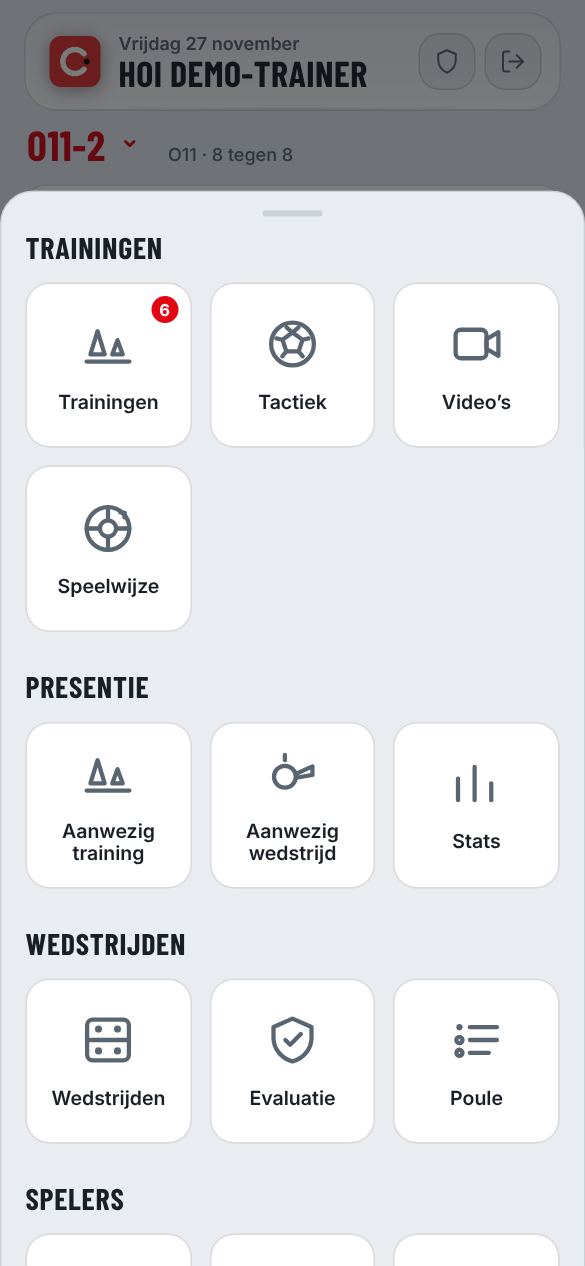 Vrijdag 27 november
HOI DEMO-TRAINER
O11-2
O11 · 8 tegen 8
TRAININGEN
6
Trainingen
Tactiek
Video’s
Speelwijze
PRESENTIE
Aanwezig
training
Aanwezig
wedstrijd
Stats
WEDSTRIJDEN
Wedstrijden
Evaluatie
Poule
SPELERS